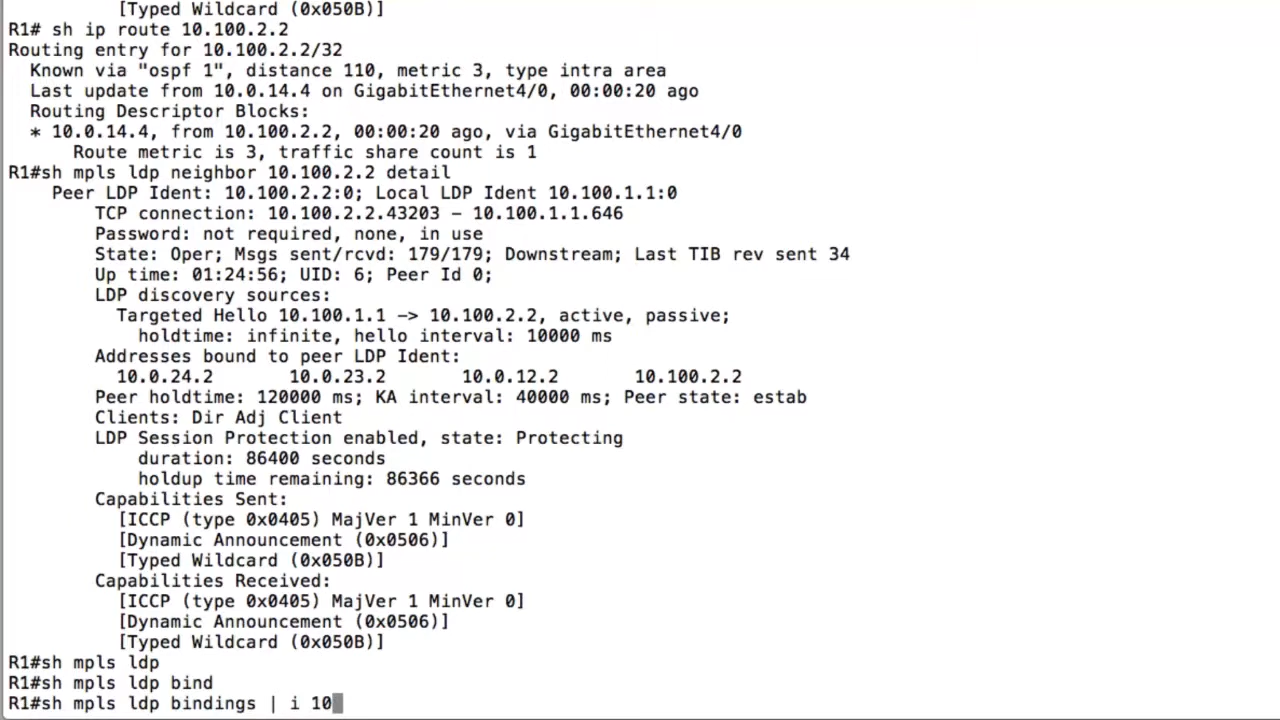 [Typed Wildcard (0x050B)]
R1# sh ip route 10.100.2.2
Routing entry for 10.100.2.2/32
Known via "ospf 1", distance 110, metric 3, type intra area
Last update from 10.0.14.4 on GigabitEthernet4/0, 00:00:20 ago
Routing Descriptor Blocks:
* 10.0.14.4, from 10.100.2.2, 00:00:20 ago, via GigabitEthernet4/0
Route metric is 3, traffic share count is 1
R1#sh mpls ldp neighbor 10.100.2.2 detail
Peer LDP Ident: 10.100.2.2:0; Local LDP Ident 10.100.1.1:0
TCP connection: 10.100.2.2.43203 - 10.100.1.1.646
Password: not required, none, in use
State: Oper; Msgs sent/rcvd: 179/179; Downstream; Last TIB rev sent 34
Up time: 01:24:56; UID: 6; Peer Id 0;
LDP discovery sources:
Targeted Hello 10.100.1.1 -> 10.100.2.2, active, passive;
holdtime: infinite, hello interval: 10000 ms
Addresses bound to peer LDP Ident:
10.0.24.2 10.0.23.2 10.0.12.2 10.100.2.2
Peer holdtime: 120000 ms; KA interval: 40000 ms; Peer state: estab
Clients: Dir Adj Client
LDP Session Protection enabled, state: Protecting
duration: 86400 seconds
holdup time remaining: 86366 seconds
Capabilities Sent:
[ICCP (type 0x0405) MajVer 1 MinVer 0]
[Dynamic Announcement (0x0506)]
[Typed Wildcard (0x050B)]
Capabilities Received:
[ICCP (type 0x0405) MajVer 1 MinVer 0]
[Dynamic Announcement (0x0506)]
[Typed Wildcard (0x050B)]
R1#sh mpls ldp
R1#sh mpls ldp bind
R1#sh mpls ldp bindings | i 10